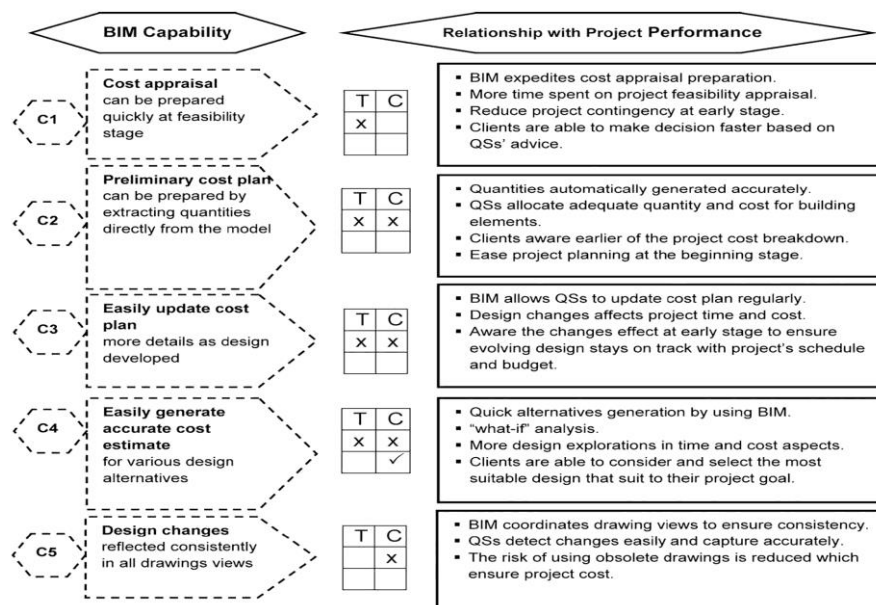 BIM Capability
Relationship with Project Performance
C1
Cost appraisal
can be prepared
quickly at feasibility
stage
T C
x
▪ BIM expedites cost appraisal preparation.
▪ More time spent on project feasibility appraisal.
▪ Reduce project contingency at early stage.
▪ Clients are able to make decision faster based on
QSs' advice.
C2
Preliminary cost plan
can be prepared by
extracting quantities
directly from the model
T C
x x
▪ Quantities automatically generated accurately.
▪ QSs allocate adequate quantity and cost for building
elements.
▪ Clients aware earlier of the project cost breakdown.
▪ Ease project planning at the beginning stage.
C3
Easily update cost
plan
more details as design
developed
T C
x x
▪ BIM allows QSs to update cost plan regularly.
▪ Design changes affects project time and cost.
▪ Aware the changes effect at early stage to ensure
evolving design stays on track with project's schedule
and budget.
C4
Easily generate
accurate cost
estimate
for various design
alternatives
T C
x x
✓
▪ Quick alternatives generation by using BIM.
▪ "what-if" analysis.
▪ More design explorations in time and cost aspects.
▪ Clients are able to consider and select the most
suitable design that suit to their project goal.
C5
Design changes
reflected consistently
in all drawings views
T C
x
▪ BIM coordinates drawing views to ensure consistency.
▪ QSs detect changes easily and capture accurately.
▪ The risk of using obsolete drawings is reduced which
ensure project cost.